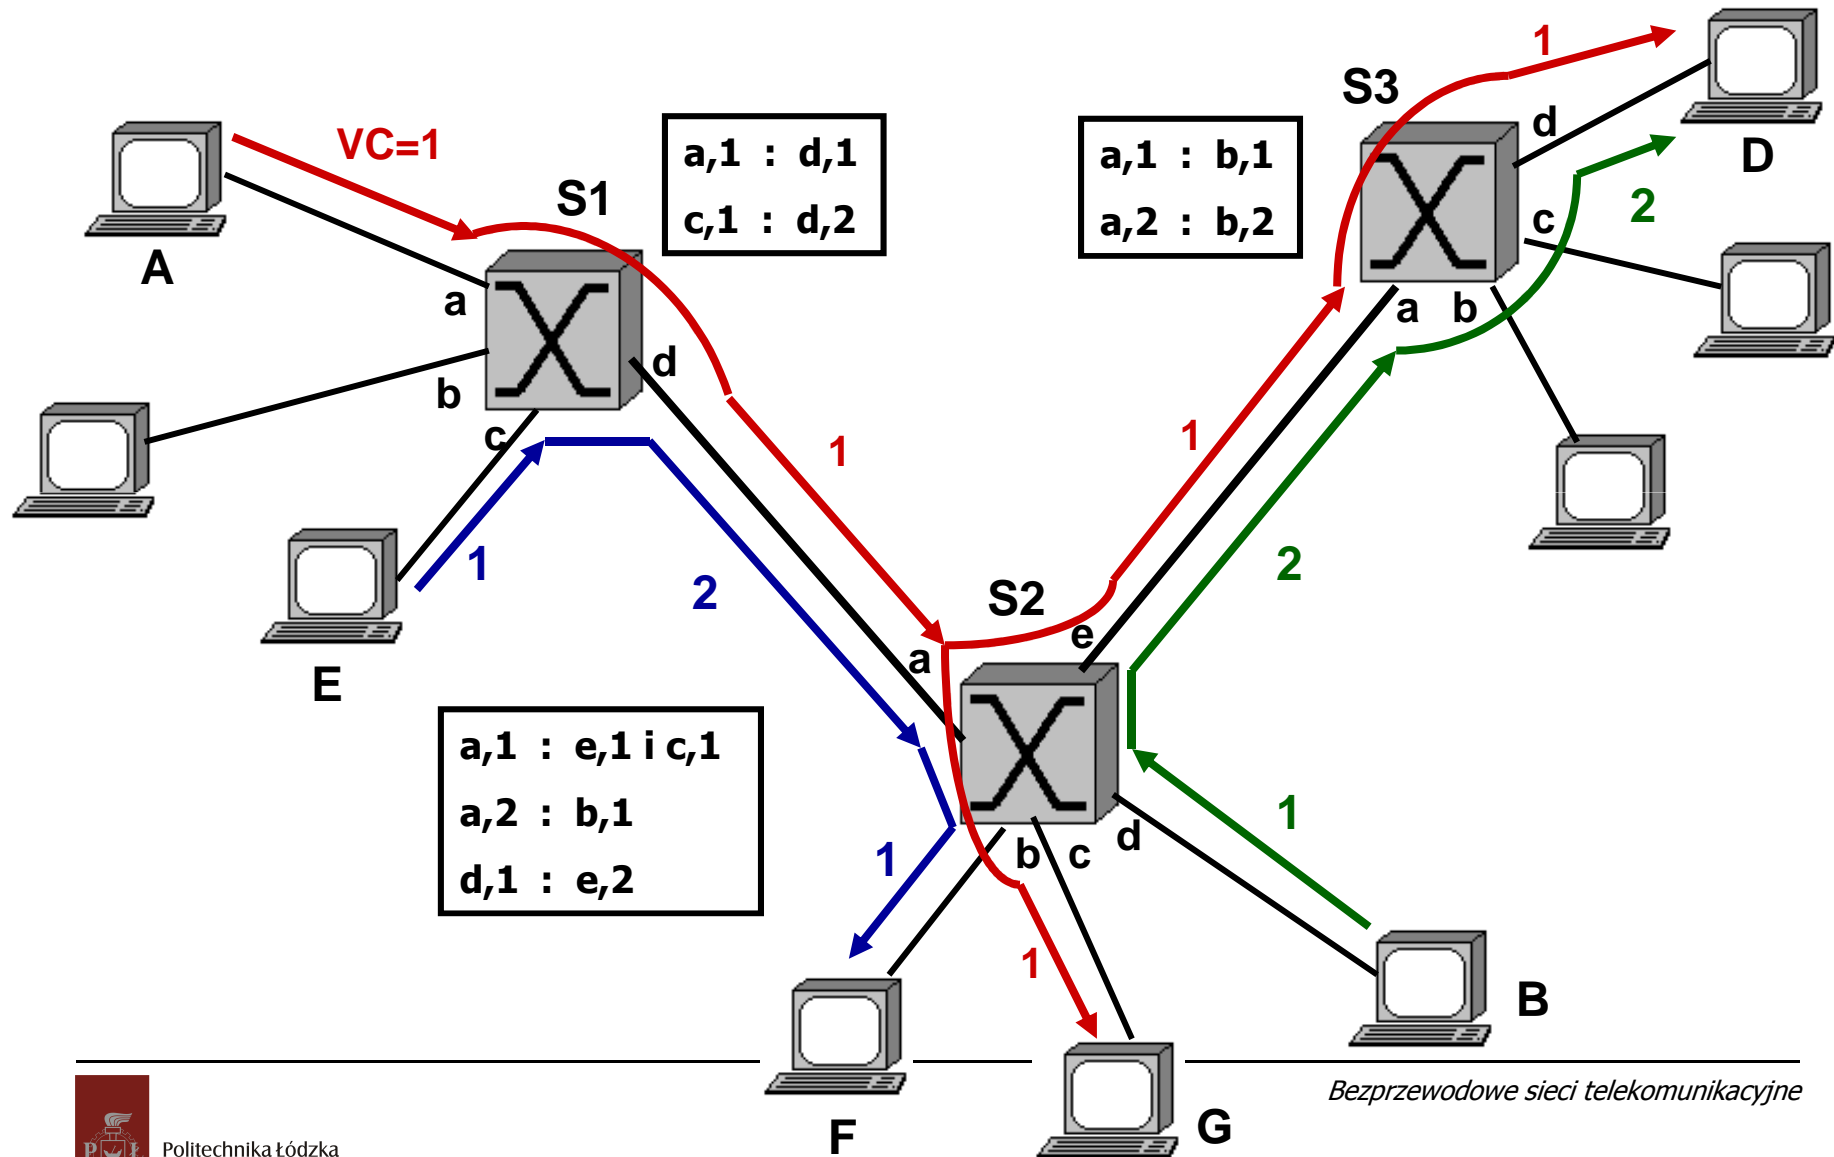 1
S3
d
D
VC=1
a,1 : d,1
c,1 : d,2
a,1 : b,1
a,2 : b,2
S1
A
2
c
a
b
a
b
d
c
1
1
1
2
2
S2
e
a
E
a,1 : e,1 i c,1
a,2 : b,1
d,1 : e,2
1
d
b
c
1
1
B
F
G
Bezprzewodowe sieci telekomunikacyjne
P Ł
Politechnika Łódzka